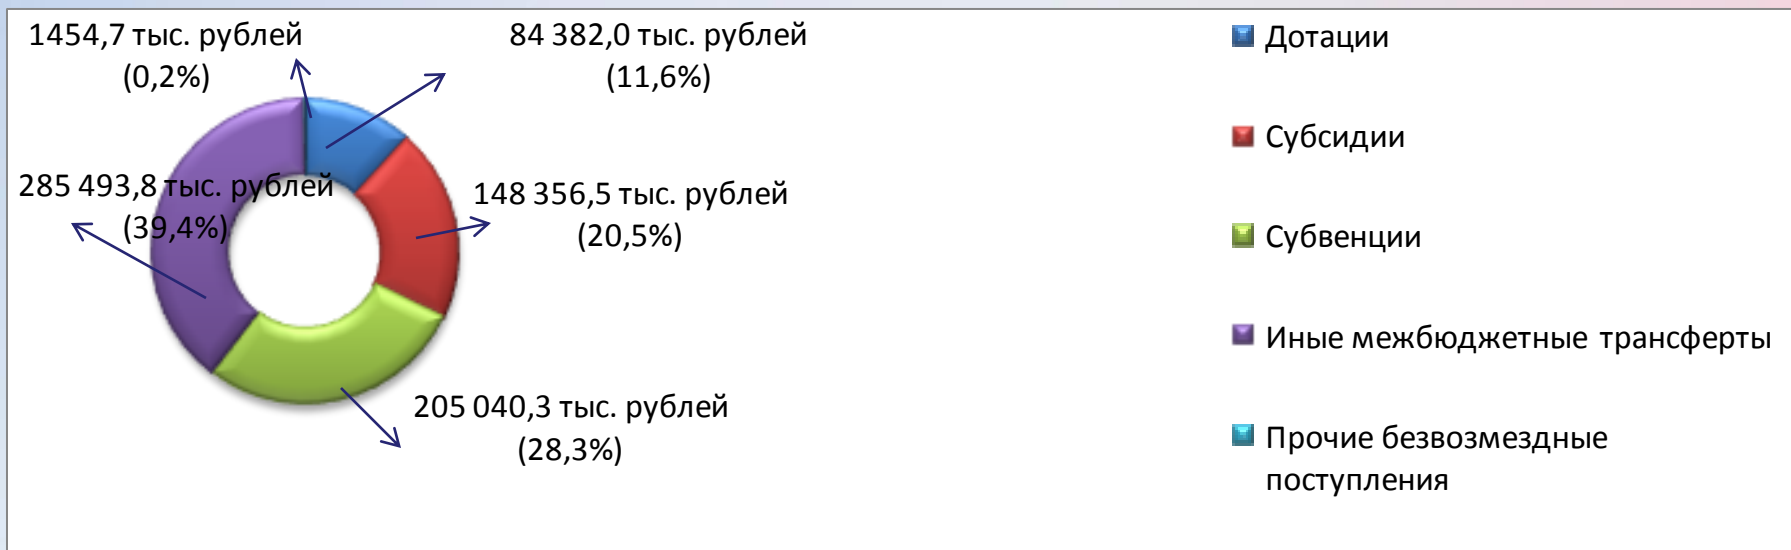 1454,7 тыс. рублей
(0,2%)
84 382,0 тыс. рублей
(11,6%)
285 493,8 тыс. рублей
(39,4%)
148 356,5 тыс. рублей
(20,5%)
205 040,3 тыс. рублей
(28,3%)
Дотации
Субсидии
Субвенции
Иные межбюджетные трансферты
Прочие безвозмездные
поступления